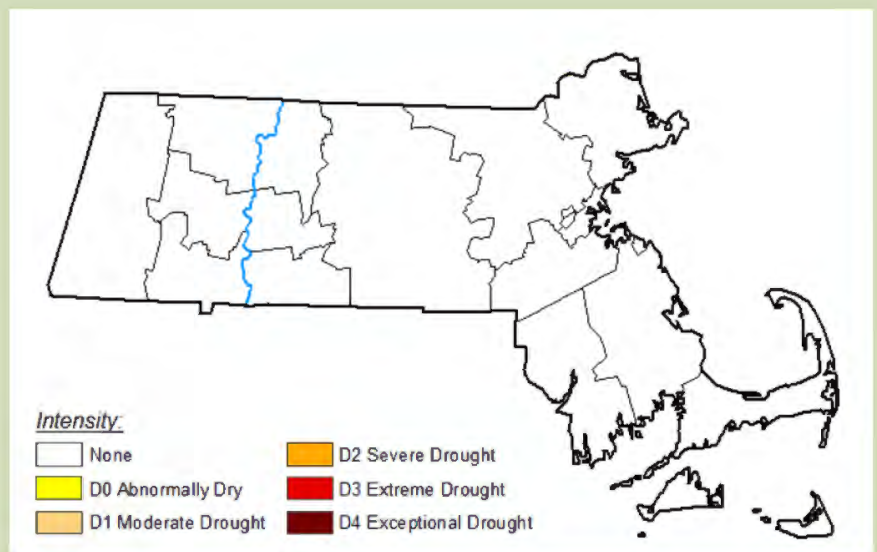 Intensity:
None
D0 Abnormally Dry
D1 Moderate Drought
D2 Severe Drought
D3 Extreme Drought
D4 Exceptional Drought